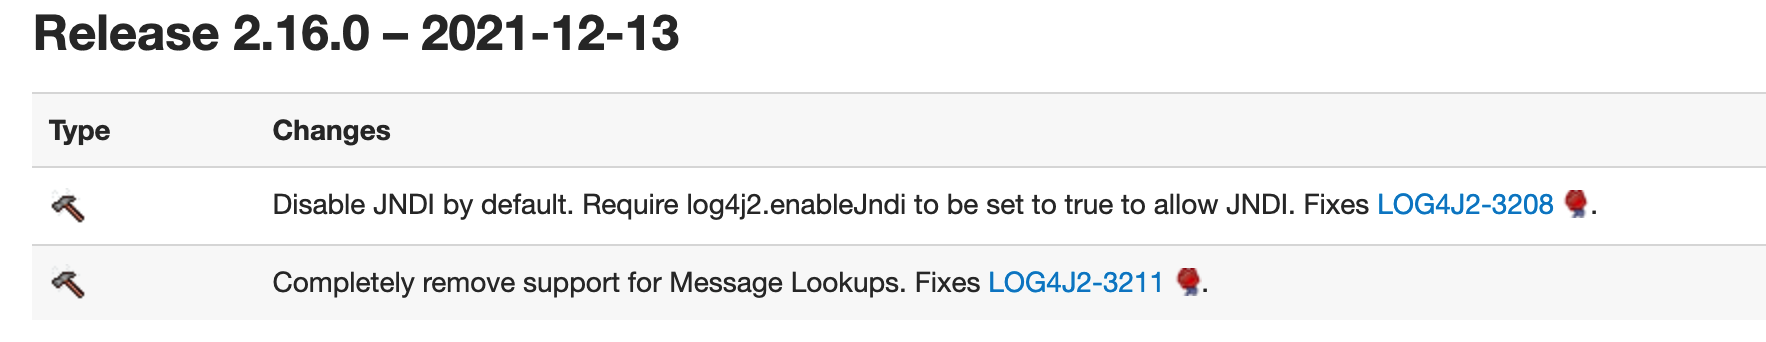 Release 2.16.0 – 2021-12-13
Type Changes
Disable JNDI by default. Require log4j2.enableJndi to be set to true to allow JNDI. Fixes LOG4J2-3208 .
Completely remove support for Message Lookups. Fixes LOG4J2-3211 .